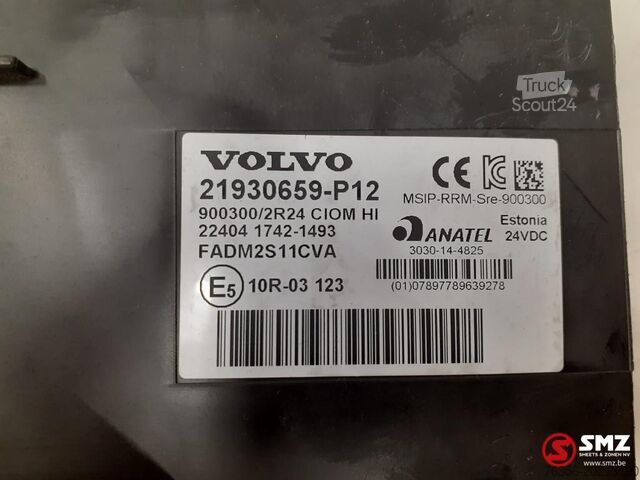 Truck
Scout24
VOLVO
21930659-P12
900300/2R24 CIOM HI
22404 1742-1493
FADM2S11CVA
E5 10R-03 123
CE
MSIP-RRM-Sre-900300
Estonia
ANATEL 24VDC
3030-14-4825
(01)07897789639278
SMZ
SMEETS & ZONEN NV
www.smz.be